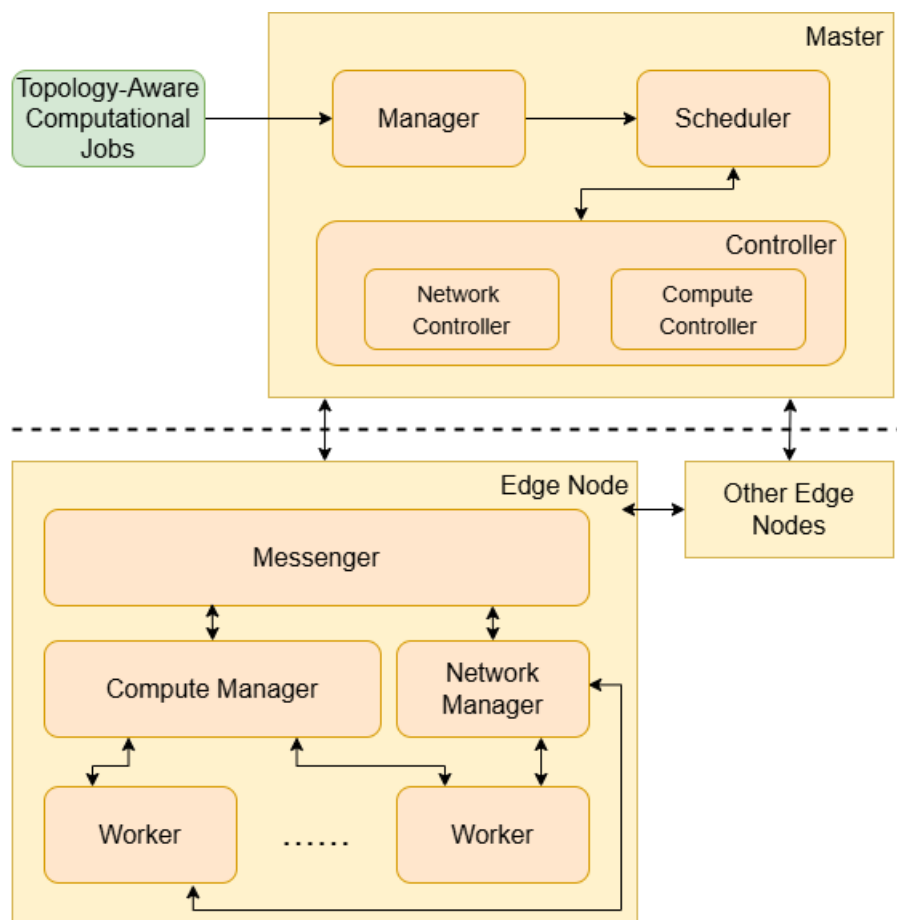 Master
Topology-Aware
Computational
Jobs
Manager
Scheduler
Controller
Network
Controller
Compute
Controller
Edge Node
Other Edge
Nodes
Messenger
Compute Manager
Network
Manager
Worker
......
Worker